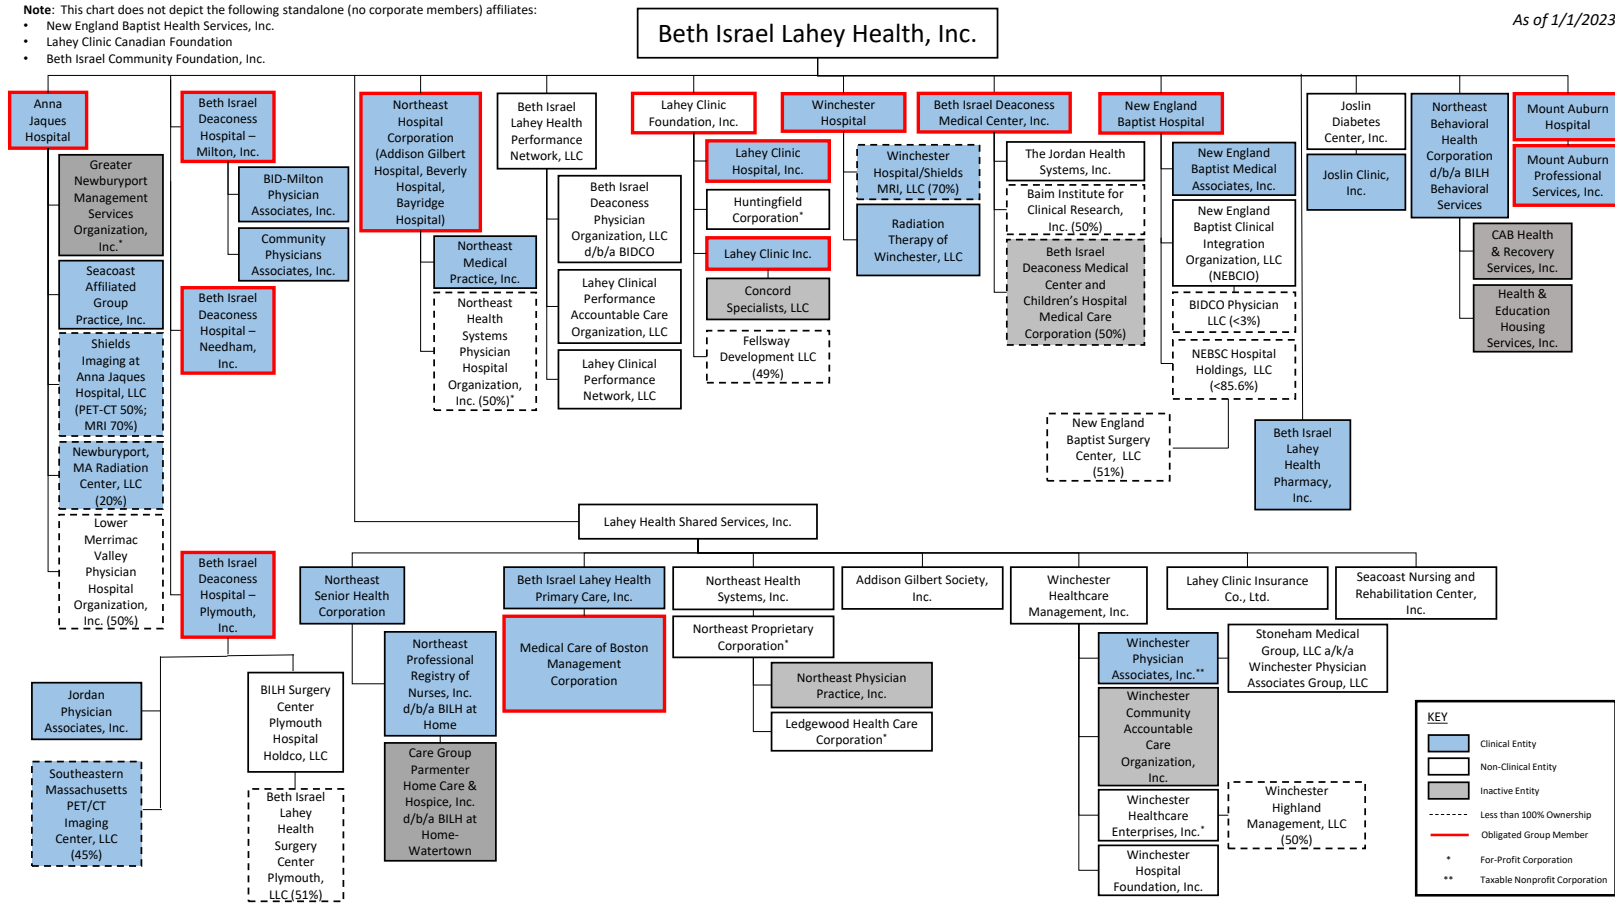 Note: This chart does not depict the following standalone (no corporate members) affiliates:
• New England Baptist Health Services, Inc.
• Lahey Clinic Canadian Foundation
• Beth Israel Community Foundation, Inc.
Beth Israel Lahey Health, Inc.
As of 1/1/2023
Anna
Jaques
Hospital
Greater
Newburyport
Management
Services
Organization,
Inc.*
Seacoast
Affiliated
Group
Practice, Inc.
Shields
Imaging at
Anna Jaques
Hospital, LLC
(PET-CT 50%;
MRI 70%)
Newburyport,
MA Radiation
Center, LLC
(20%)
Lower
Merrimac
Valley
Physician
Hospital
Organization,
Inc. (50%)
Beth Israel
Deaconess
Hospital –
Milton, Inc.
BID-Milton
Physician
Associates, Inc.
Community
Physicians
Associates, Inc.
Beth Israel
Deaconess
Hospital –
Needham,
Inc.
Beth Israel
Deaconess
Hospital –
Plymouth,
Inc.
Jordan
Physician
Associates, Inc.
Southeastern
Massachusetts
PET/CT
Imaging
Center, LLC
(45%)
BILH Surgery
Center
Plymouth
Hospital
Holdco, LLC
Beth Israel
Lahey
Health
Surgery
Center
Plymouth,
LLC (51%)
Northeast
Hospital
Corporation
(Addison Gilbert
Hospital, Beverly
Hospital,
Bayridge
Hospital)
Northeast
Medical
Practice, Inc.
Northeast
Health
Systems
Physician
Hospital
Organization,
Inc. (50%)*
Beth Israel
Lahey Health
Performance
Network, LLC
Beth Israel
Deaconess
Physician
Organization, LLC
d/b/a BIDCO
Lahey Clinical
Performance
Accountable Care
Organization, LLC
Lahey Clinical
Performance
Network, LLC
Lahey Clinic
Foundation, Inc.
Lahey Clinic
Hospital, Inc.
Huntingfield
Corporation*
Lahey Clinic Inc.
Concord
Specialists, LLC
Fellsway
Development LLC
(49%)
Winchester
Hospital
Winchester
Hospital/Shields
MRI, LLC (70%)
Radiation
Therapy of
Winchester, LLC
Beth Israel Deaconess
Medical Center, Inc.
The Jordan Health
Systems, Inc.
Baim Institute for
Clinical Research,
Inc. (50%)
Beth Israel
Deaconess Medical
Center and
Children's Hospital
Medical Care
Corporation (50%)
New England
Baptist Hospital
New England
Baptist Medical
Associates, Inc.
New England
Baptist Clinical
Integration
Organization, LLC
(NEBCIO)
BIDCO Physician
LLC (<3%)
NEBSC Hospital
Holdings, LLC
(<85.6%)
New England
Baptist Surgery
Center, LLC
(51%)
Beth Israel
Lahey
Health
Pharmacy,
Inc.
Joslin
Diabetes
Center, Inc.
Joslin Clinic,
Inc.
Northeast
Behavioral
Health
Corporation
d/b/a BILH
Behavioral
Services
CAB Health
& Recovery
Services, Inc.
Health &
Education
Housing
Services, Inc.
Mount Auburn
Hospital
Mount Auburn
Professional
Services, Inc.
Lahey Health Shared Services, Inc.
Northeast
Senior Health
Corporation
Northeast
Professional
Registry of
Nurses, Inc.
d/b/a BILH at
Home
Care Group
Parmenter
Home Care &
Hospice, Inc.
d/b/a BILH at
Home-
Watertown
Beth Israel Lahey Health
Primary Care, Inc.
Medical Care of Boston
Management
Corporation
Northeast Health
Systems, Inc.
Northeast Proprietary
Corporation*
Northeast Physician
Practice, Inc.
Ledgewood Health Care
Corporation*
Addison Gilbert Society,
Inc.
Winchester
Healthcare
Management, Inc.
Winchester
Physician
Associates, Inc.**
Stoneham Medical
Group, LLC a/k/a
Winchester Physician
Associates Group, LLC
Winchester
Community
Accountable
Care
Organization,
Inc.
Winchester
Healthcare
Enterprises, Inc.*
Winchester
Highland
Management, LLC
(50%)
Winchester
Hospital
Foundation, Inc.
Lahey Clinic Insurance
Co., Ltd.
Seacoast Nursing and
Rehabilitation Center,
Inc.
KEY
Clinical Entity
Non-Clinical Entity
Inactive Entity
Less than 100% Ownership
Obligated Group Member
* For-Profit Corporation
** Taxable Nonprofit Corporation